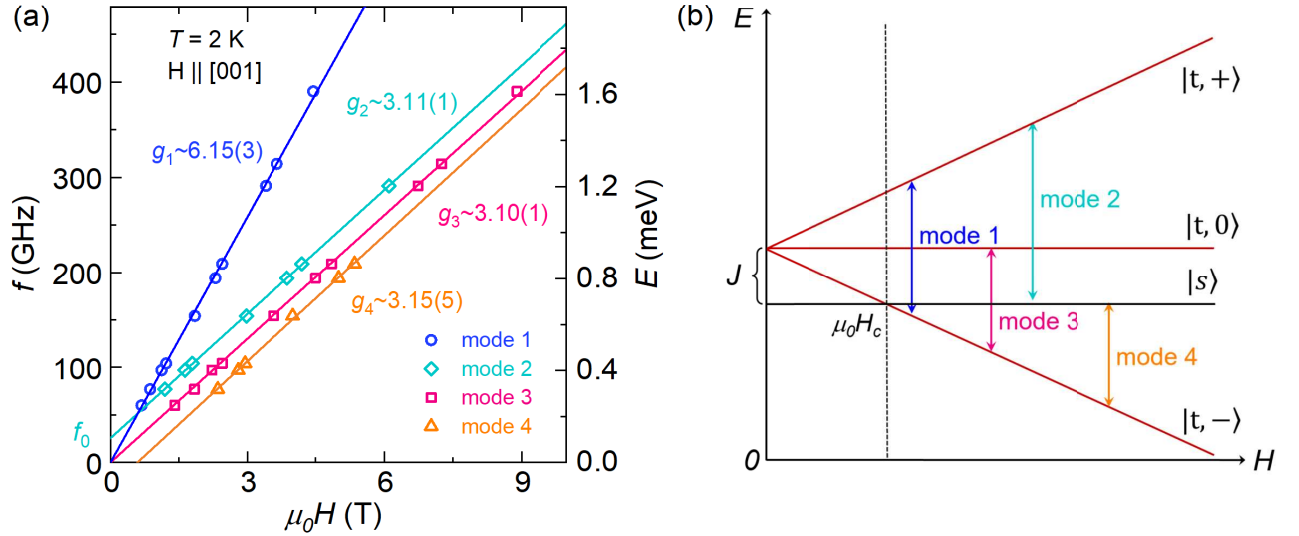 (a)
T = 2 K
H || [001]
g₁~6.15(3)
g₂~3.11(1)
g₃~3.10(1)
g₄~3.15(5)
mode 1
mode 2
mode 3
mode 4
f (GHz)
400
300
200
100
0
f₀
0 3 6 9
μ₀H (T)
1.6
1.2
0.8
0.4
0.0
E (meV)
(b)
E
|t,+⟩
mode 2
mode 1
|t,0⟩
J
|s⟩
μ₀Hc
mode 3
mode 4
|t,−⟩
0
H